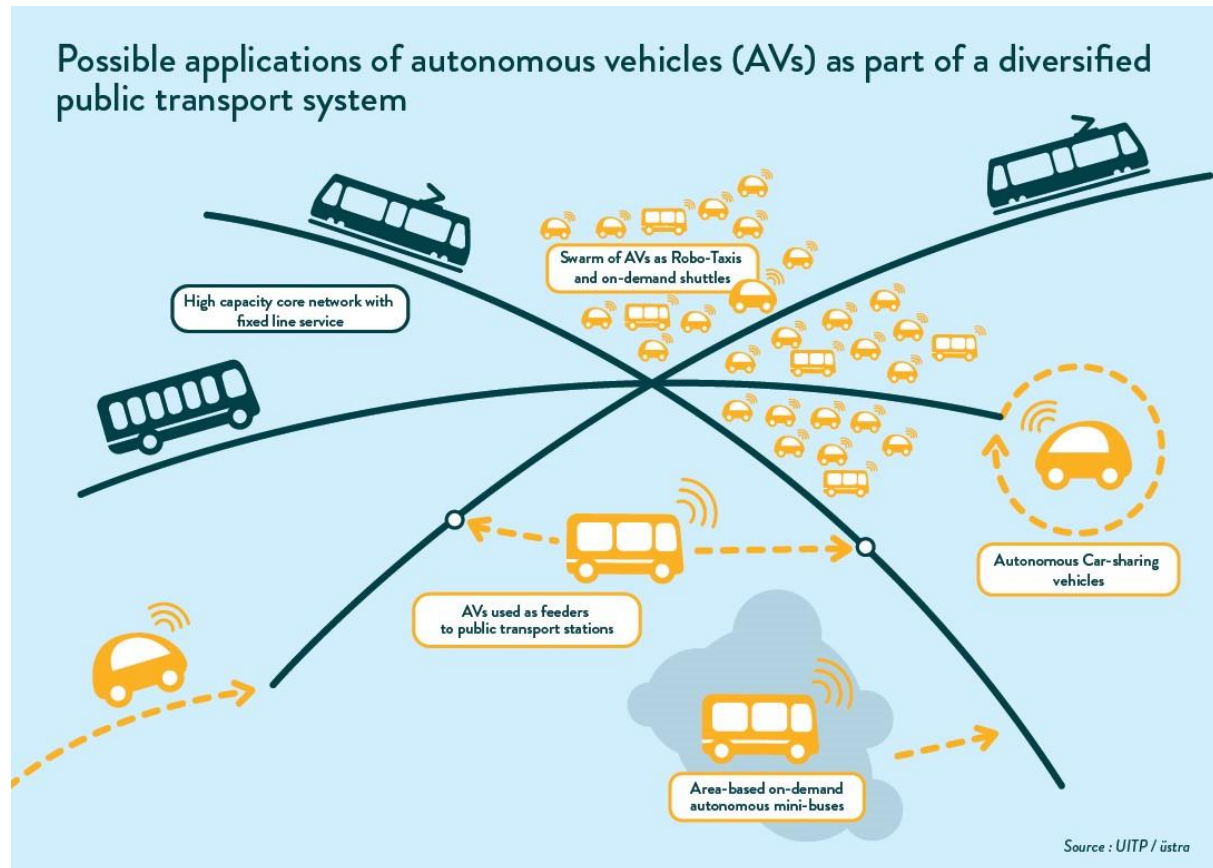 Possible applications of autonomous vehicles (AVs) as part of a diversified
public transport system
Swarm of AVs as Robo-Taxis
and on-demand shuttles
High capacity core network with
fixed line service
Autonomous Car-sharing
vehicles
AVs used as feeders
to public transport stations
Area-based on-demand
autonomous mini-buses
Source : UITP / üstra